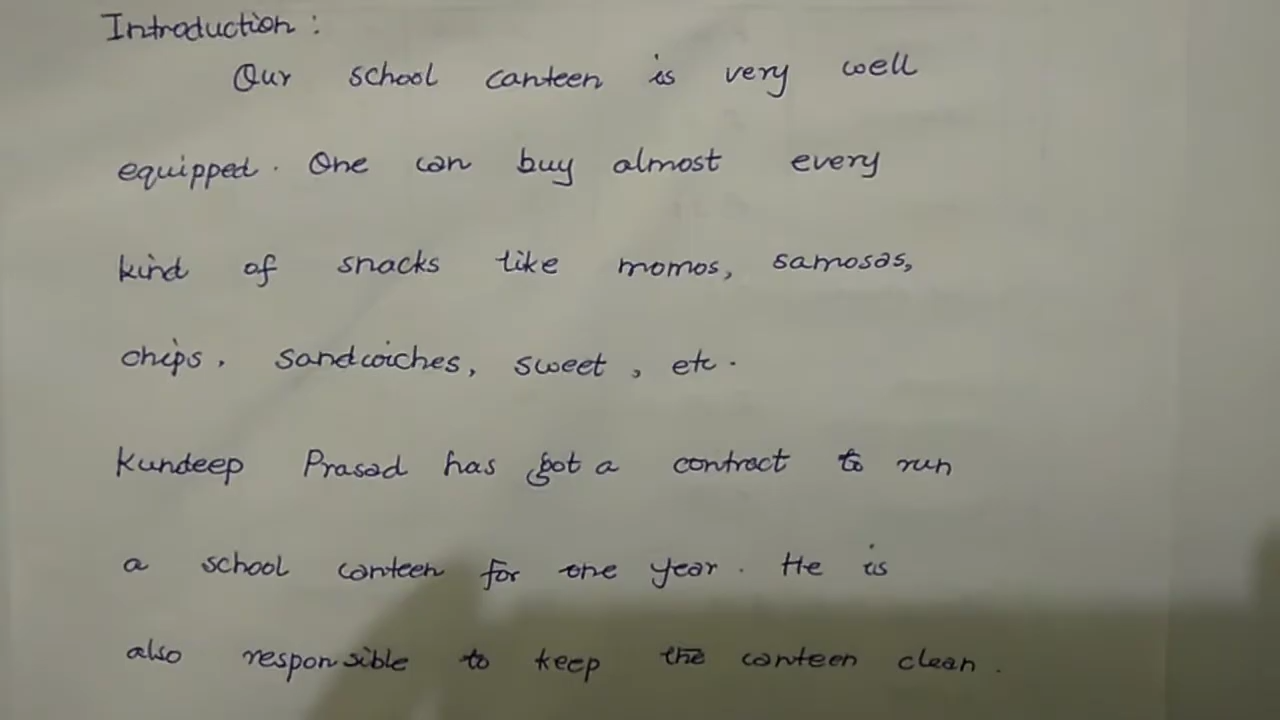 Introduction :
Our school canteen is very well
equipped. One can buy almost every
kind of snacks like momos, samosas,
chips, sandwiches, sweet, etc.
Kundeep Prasad has got a contract to run
a school canteen for one year. He is
also responsible to keep the canteen clean.